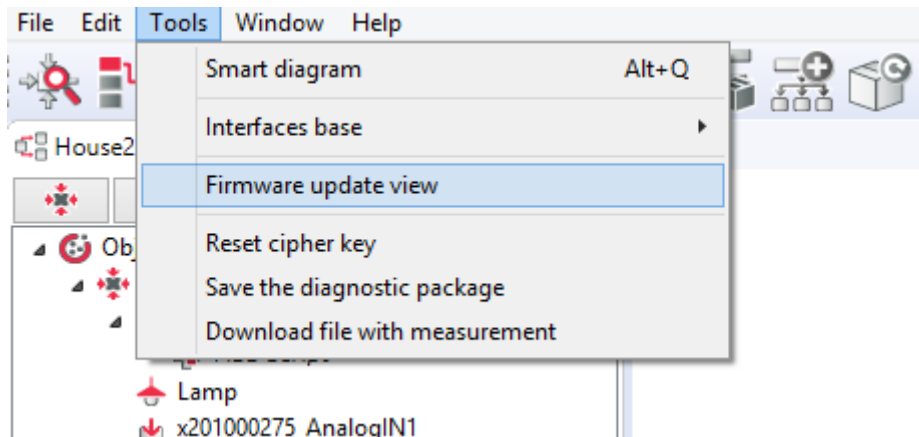 File Edit Tools Window Help
Smart diagram Alt+Q
Interfaces base
House2
Firmware update view
Obj
Reset cipher key
Save the diagnostic package
Download file with measurement
Lamp
x201000275_AnalogIN1